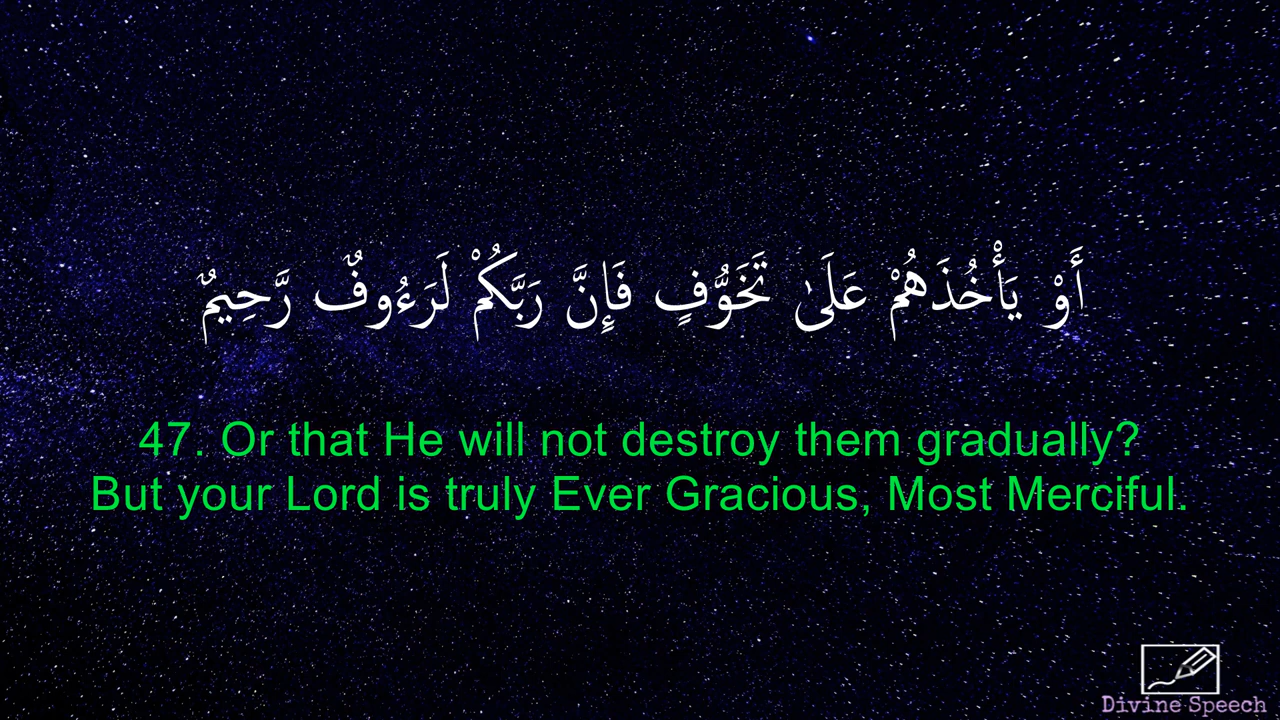 أَوْ يَأْخُذَهُمْ عَلَىٰ تَخَوُّفٍ فَإِنَّ رَبَّكُمْ لَرَءُوفٌ رَّحِيمٌ
47. Or that He will not destroy them gradually?
But your Lord is truly Ever Gracious, Most Merciful.
Divine Speech